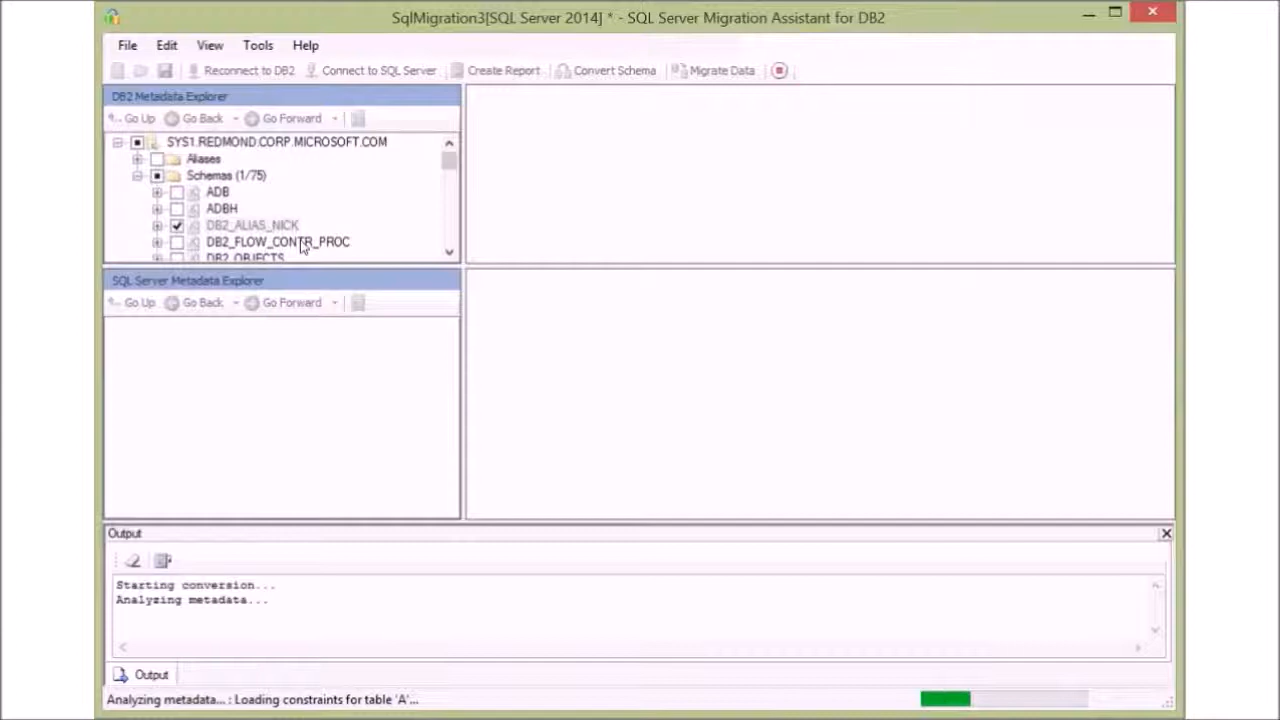 SqlMigration3[SQL Server 2014] * - SQL Server Migration Assistant for DB2
File Edit View Tools Help
Reconnect to DB2 Connect to SQL Server Create Report Convert Schema Migrate Data
DB2 Metadata Explorer
Go Up Go Back Go Forward
SYS1.REDMOND.CORP.MICROSOFT.COM
Aliases
Schemas (1/75)
ADB
ADBH
DB2_ALIAS_NICK
DB2_FLOW_CONTR_PROC
DB2_OBJECTS
SQL Server Metadata Explorer
Go Up Go Back Go Forward
Output
Starting conversion...
Analyzing metadata...
Output
Analyzing metadata... : Loading constraints for table 'A'...